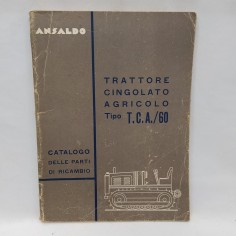 ANSALDO
TRATTORE
CINGOLATO
AGRICOLO
Tipo T.C.A./60
CATALOGO
DELLE PARTI
DI RICAMBIO